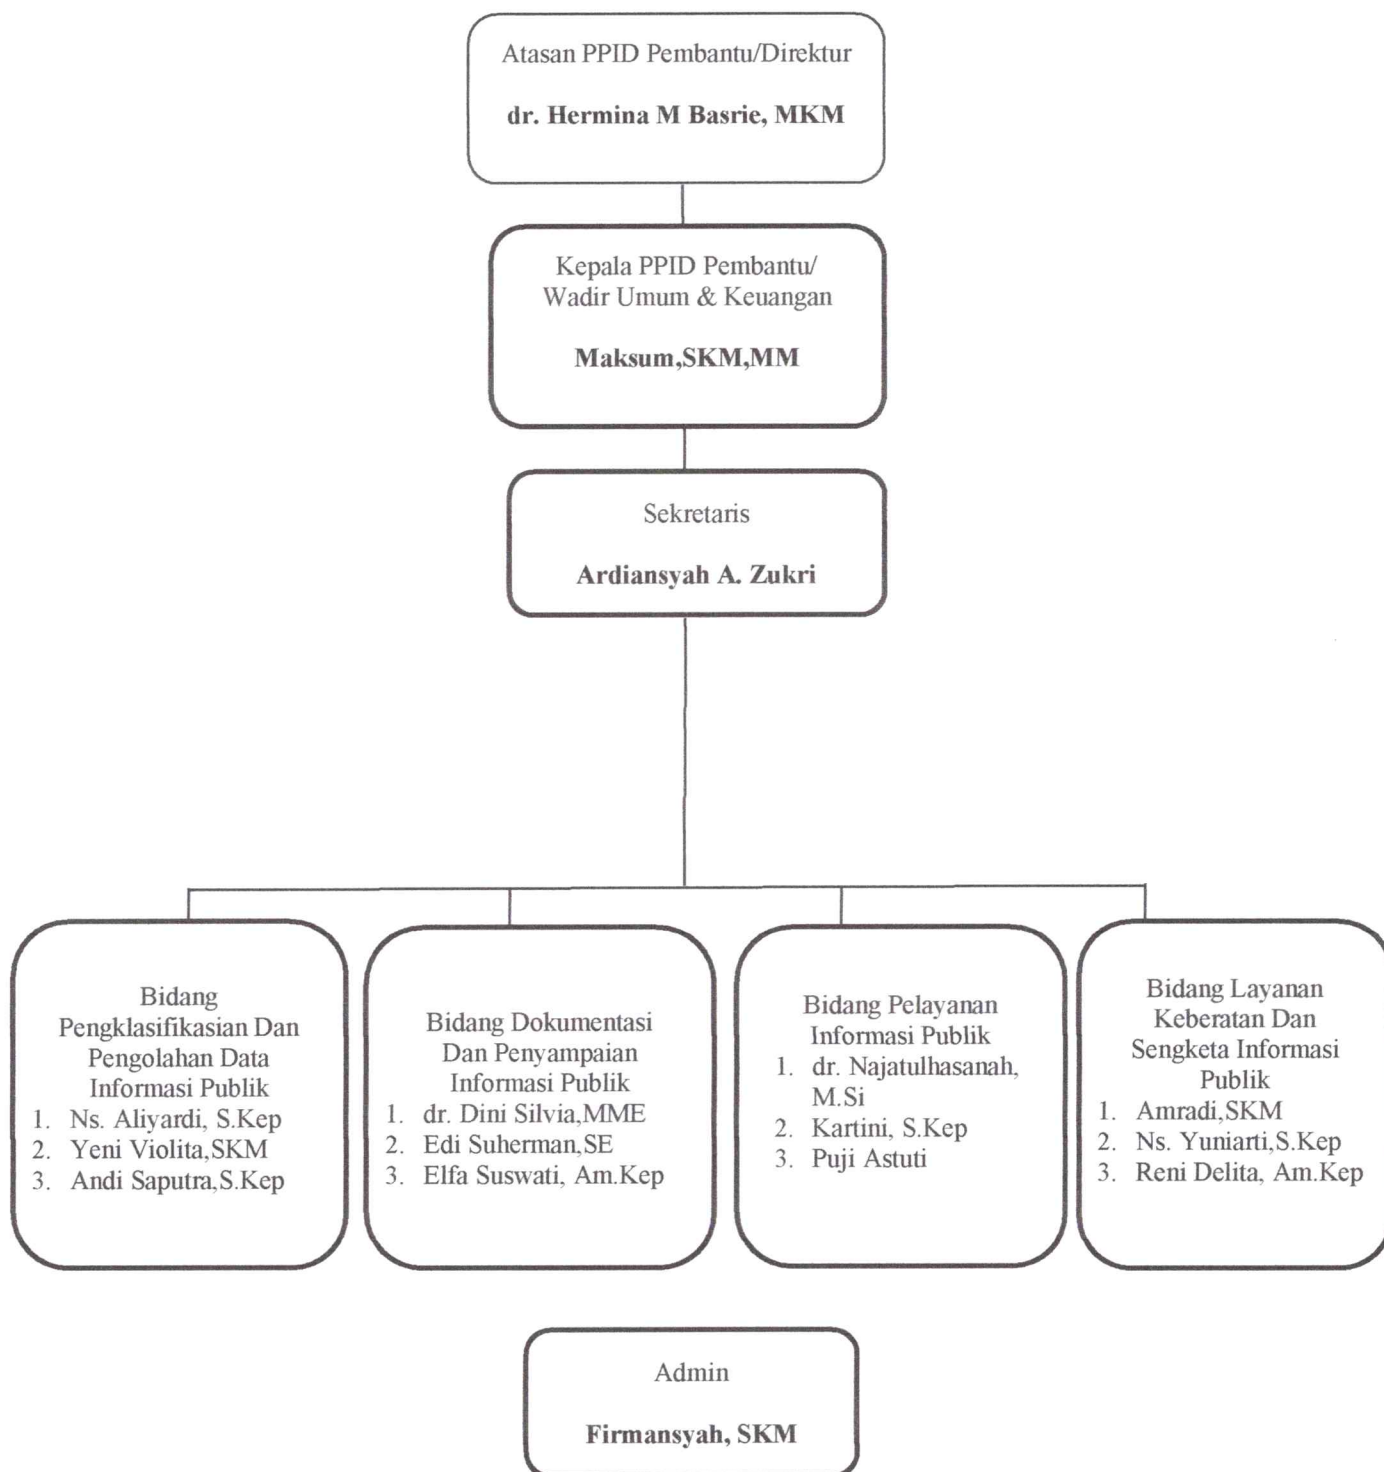 Atasan PPID Pembantu/Direktur
dr. Hermina M Basrie, MKM
Kepala PPID Pembantu/
Wadir Umum & Keuangan
Maksum,SKM,MM
Sekretaris
Ardiansyah A. Zukri
Bidang
Pengklasifikasian Dan
Pengolahan Data
Informasi Publik
1. Ns. Aliyardi, S.Kep
2. Yeni Violita,SKM
3. Andi Saputra,S.Kep
Bidang Dokumentasi
Dan Penyampaian
Informasi Publik
1. dr. Dini Silvia,MME
2. Edi Suherman,SE
3. Elfa Suswati, Am.Kep
Bidang Pelayanan
Informasi Publik
1. dr. Najatulhasanah,
M.Si
2. Kartini, S.Kep
3. Puji Astuti
Bidang Layanan
Keberatan Dan
Sengketa Informasi
Publik
1. Amradi,SKM
2. Ns. Yuniarti,S.Kep
3. Reni Delita, Am.Kep
Admin
Firmansyah, SKM